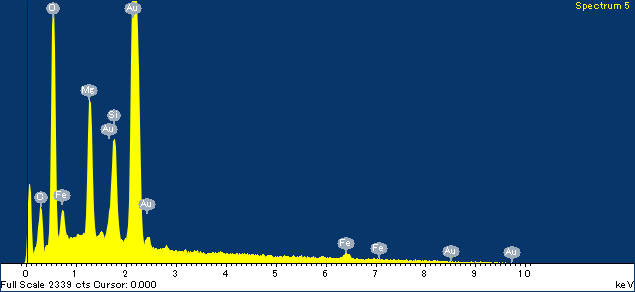 Spectrum 5
O Au
Mg
Si
Au
C Fe Au
Fe Fe Au Au
0 1 2 3 4 5 6 7 8 9 10
Full Scale 2339 cts Cursor: 0.000 keV